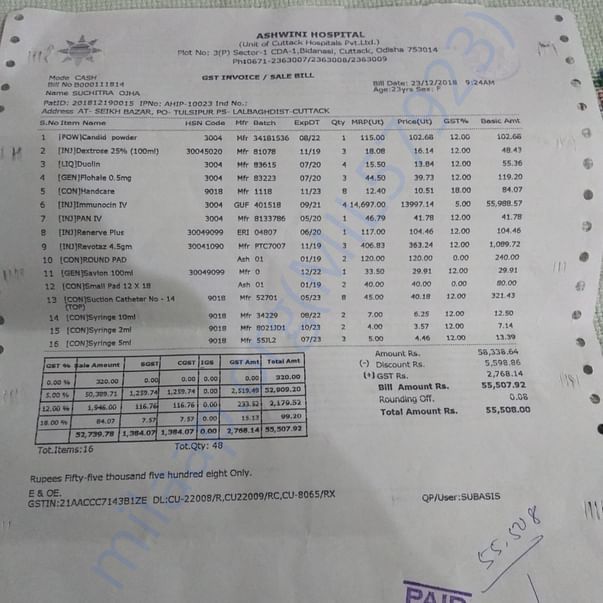 ASHWINI HOSPITAL
(Unit of Cuttack Hospitals Pvt.Ltd.)
Plot No: 3(P) Sector-1 CDA-1,Bidanasi, Cuttack, Odisha 753014
Ph10671-2363007/2363008/2363009
Mode CASH GST INVOICE / SALE BILL Bill Date: 23/12/2018 9:24AM
Bill No B000111814 Age:23yrs Sex: F
Name SUCHITRA OJHA
PatID: 201812190015 IPNo: AHIP-10023 Ind No.:
Address AT- SEIKH BAZAR, PO- TULSIPUR PS- LALBAGHDIST-CUTTACK
S.No Item Name HSN Code Mfr Batch ExpDT Qty MRP(Ut) Price(Ut) GST% Basic Amt
1 [POW]Candid powder 3004 Mfr 34181536 08/22 1 115.00 102.68 12.00 102.68
2 [INJ]Dextrose 25% (100ml) 30045020 Mfr 81078 11/19 3 18.08 16.14 12.00 48.43
3 [LIQ]Duolin 3004 Mfr 83615 07/20 4 15.50 13.84 12.00 55.36
4 [GEN]Flohale 0.5mg 3004 Mfr 83223 07/20 3 44.50 39.73 12.00 119.20
5 [CON]Handcare 9018 Mfr 1118 11/23 8 12.40 10.51 18.00 84.07
6 [INJ]Immunocin IV 3004 GUF 401518 09/21 4 14,697.00 13997.14 5.00 55,988.57
7 [INJ]PAN IV 3004 Mfr 8133786 05/20 1 46.79 41.78 12.00 41.78
8 [INJ]Renerve Plus 30049099 ERI 04807 06/20 1 117.00 104.46 12.00 104.46
9 [INJ]Revotaz 4.5gm 30041090 Mfr PTC7007 11/19 3 406.83 363.24 12.00 1,089.72
10 [CON]ROUND PAD Ash 01 01/19 2 120.00 120.00 0.00 240.00
11 [GEN]Savlon 100ml 30049099 Mfr 0 12/22 1 33.50 29.91 12.00 29.91
12 [CON]Small Pad 12 X 18 Ash 01 01/19 2 40.00 40.00 0.00 80.00
13 [CON]Suction Catheter No - 14 9018 Mfr 52701 05/23 8 45.00 40.18 12.00 321.43
(TOP)
14 [CON]Syringe 10ml 9018 Mfr 34229 08/22 2 7.00 6.25 12.00 12.50
15 [CON]Syringe 2ml 9018 Mfr 8021JD1 10/23 2 4.00 3.57 12.00 7.14
16 [CON]Syringe 5ml 9018 Mfr 55JL2 07/23 3 5.00 4.46 12.00 13.39
GST % Sale Amount SGST CGST IGS GST Amt Total Amt
0.00 % 320.00 0.00 0.00 0.00 0.00 320.00
5.00 % 50,389.71 1,259.74 1,259.74 0.00 2,519.49 52,909.20
12.00 % 1,946.00 116.76 116.76 0.00 233.52 2,179.52
18.00 % 84.07 7.57 7.57 0.00 15.13 99.20
52,739.78 1,384.07 1,384.07 0.00 2,768.14 55,507.92
Amount Rs. 58,338.64
(-) Discount Rs. 5,598.86
(+) GST Rs. 2,768.14
Bill Amount Rs. 55,507.92
Rounding Off. 0.08
Total Amount Rs. 55,508.00
Tot.Items:16 Tot.Qty: 48
Rupees Fifty-five thousand five hundred eight Only.
E & OE.
GSTIN:21AACCC7143B1ZE DL:CU-22008/R,CU22009/RC,CU-8065/RX QP/User:SUBASIS
55,508
PAID